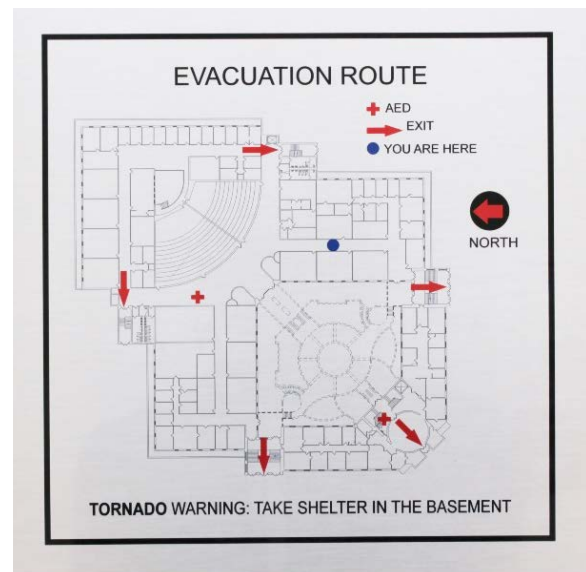 EVACUATION ROUTE
AED
EXIT
YOU ARE HERE
NORTH
TORNADO WARNING: TAKE SHELTER IN THE BASEMENT